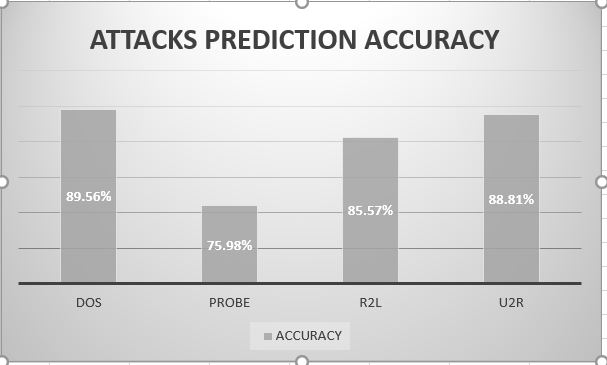 ATTACKS PREDICTION ACCURACY
89.56%
75.98%
85.57%
88.81%
DOS PROBE R2L U2R
ACCURACY